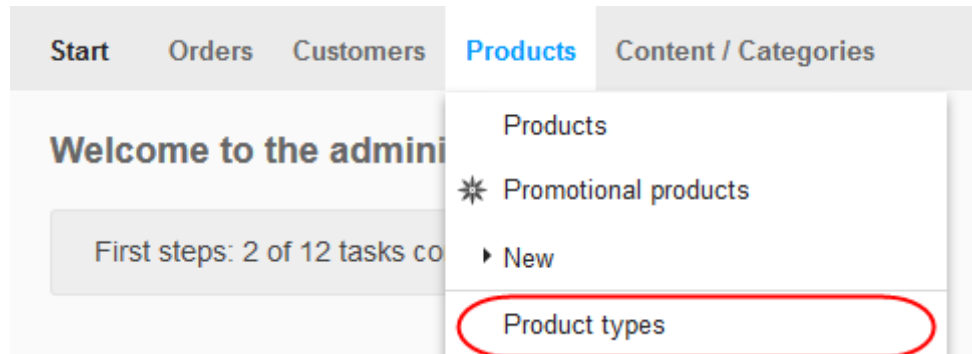 Start Orders Customers Products Content / Categories
Products
Welcome to the admini
Promotional products
First steps: 2 of 12 tasks co
New
Product types